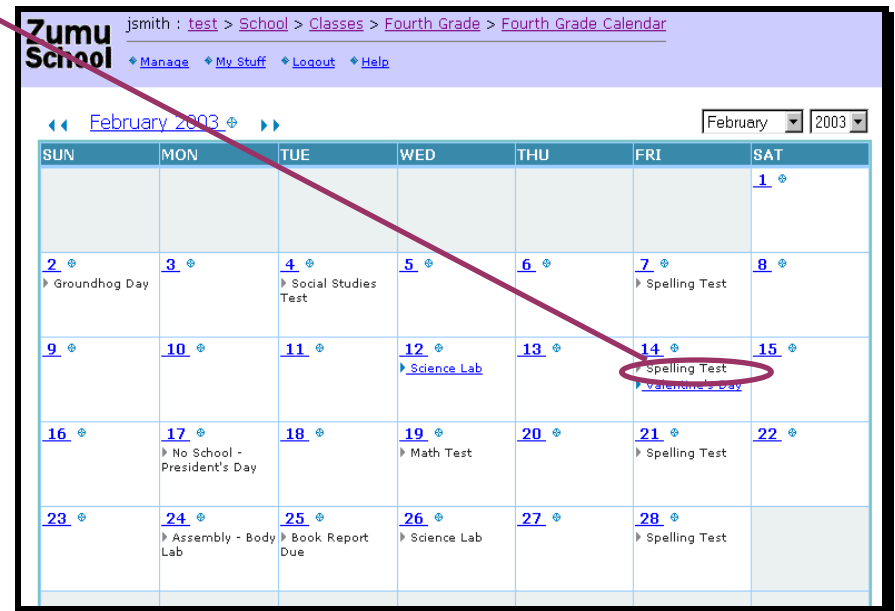 Zumu School
jsmith : test > School > Classes > Fourth Grade > Fourth Grade Calendar
Manage My Stuff Logout Help
February 2003
February 2003
SUN MON TUE WED THU FRI SAT
1
2 3 4 5 6 7 8
Groundhog Day
Social Studies
Test
Spelling Test
9 10 11 12 13 14 15
Science Lab
Spelling Test
Valentine's Day
16 17 18 19 20 21 22
No School -
President's Day
Math Test
Spelling Test
23 24 25 26 27 28
Assembly - Body
Lab
Book Report
Due
Science Lab
Spelling Test